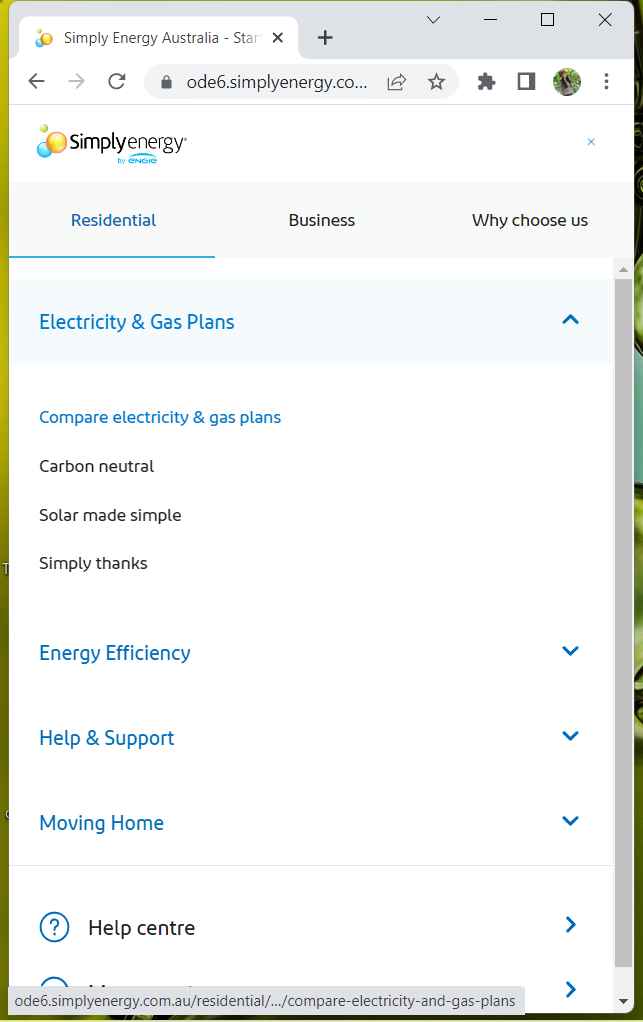 Simply Energy Australia - Star
ode6.simplyenergy.co...
Simplyenergy
by ENGIE
Residential
Business
Why choose us
Electricity & Gas Plans
Compare electricity & gas plans
Carbon neutral
Solar made simple
Simply thanks
Energy Efficiency
Help & Support
Moving Home
Help centre
ode6.simplyenergy.com.au/residential/.../compare-electricity-and-gas-plans